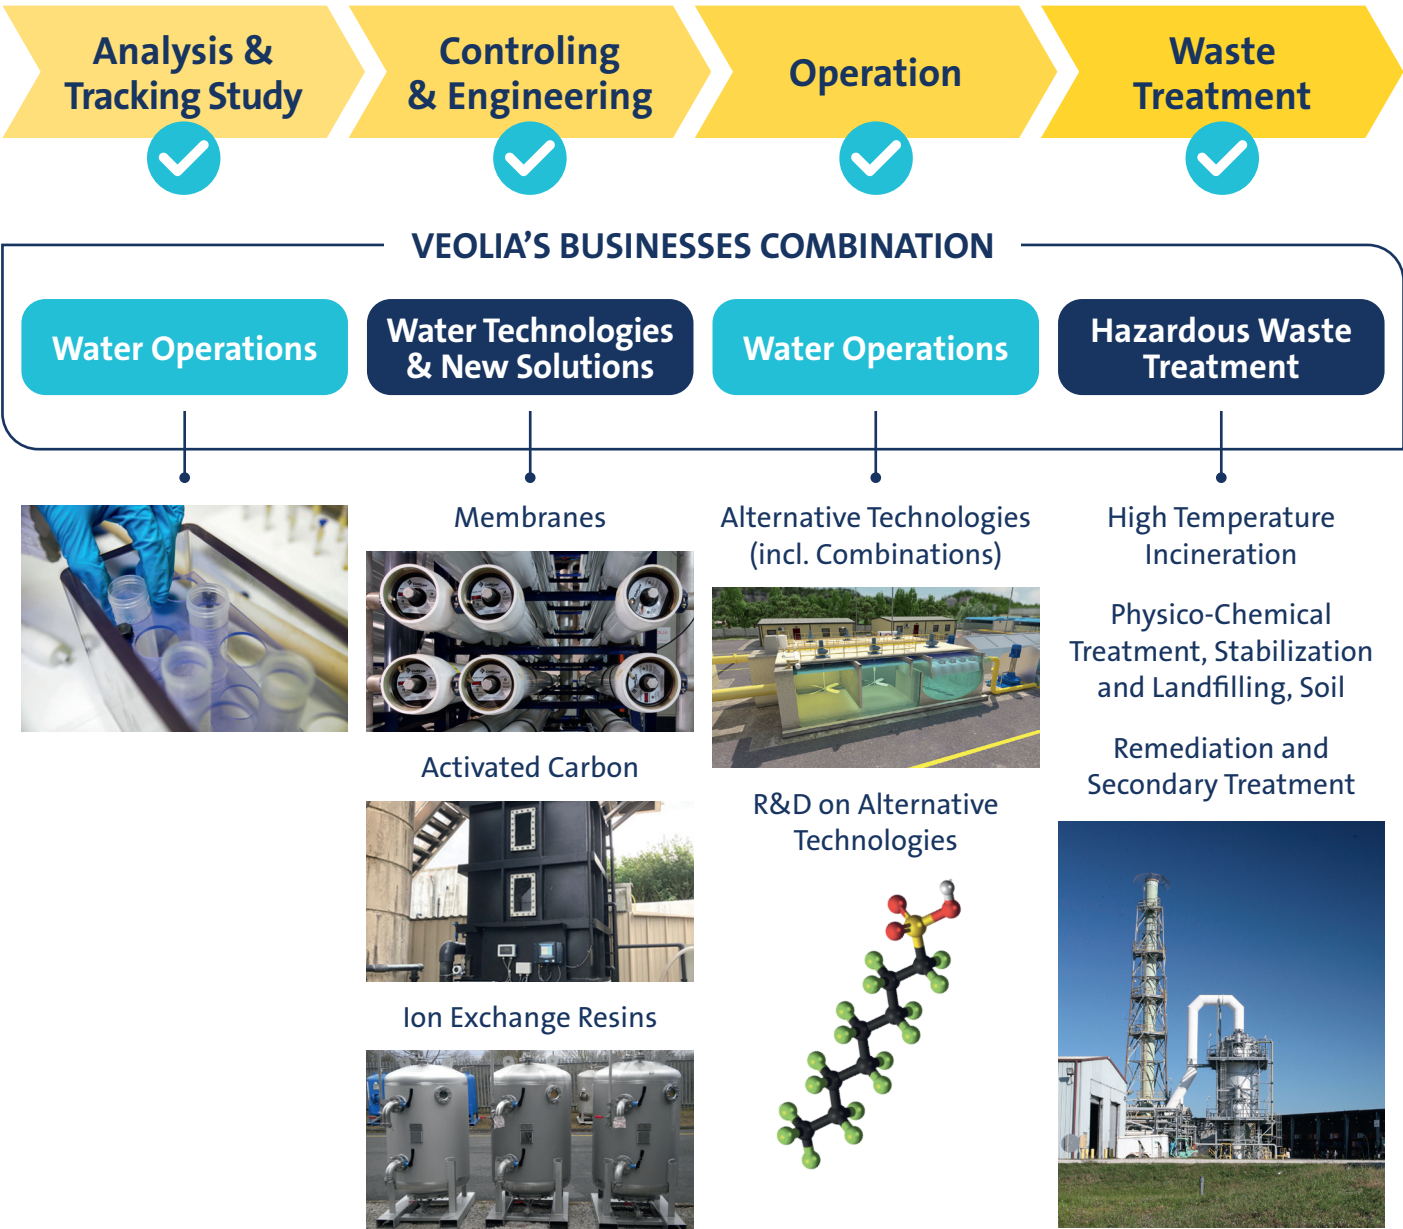 Analysis &
Tracking Study
Controling
& Engineering
Operation
Waste
Treatment
VEOLIA'S BUSINESSES COMBINATION
Water Operations
Water Technologies
& New Solutions
Water Operations
Hazardous Waste
Treatment
Membranes
Activated Carbon
Ion Exchange Resins
Alternative Technologies
(incl. Combinations)
R&D on Alternative
Technologies
High Temperature
Incineration
Physico-Chemical
Treatment, Stabilization
and Landfilling, Soil
Remediation and
Secondary Treatment